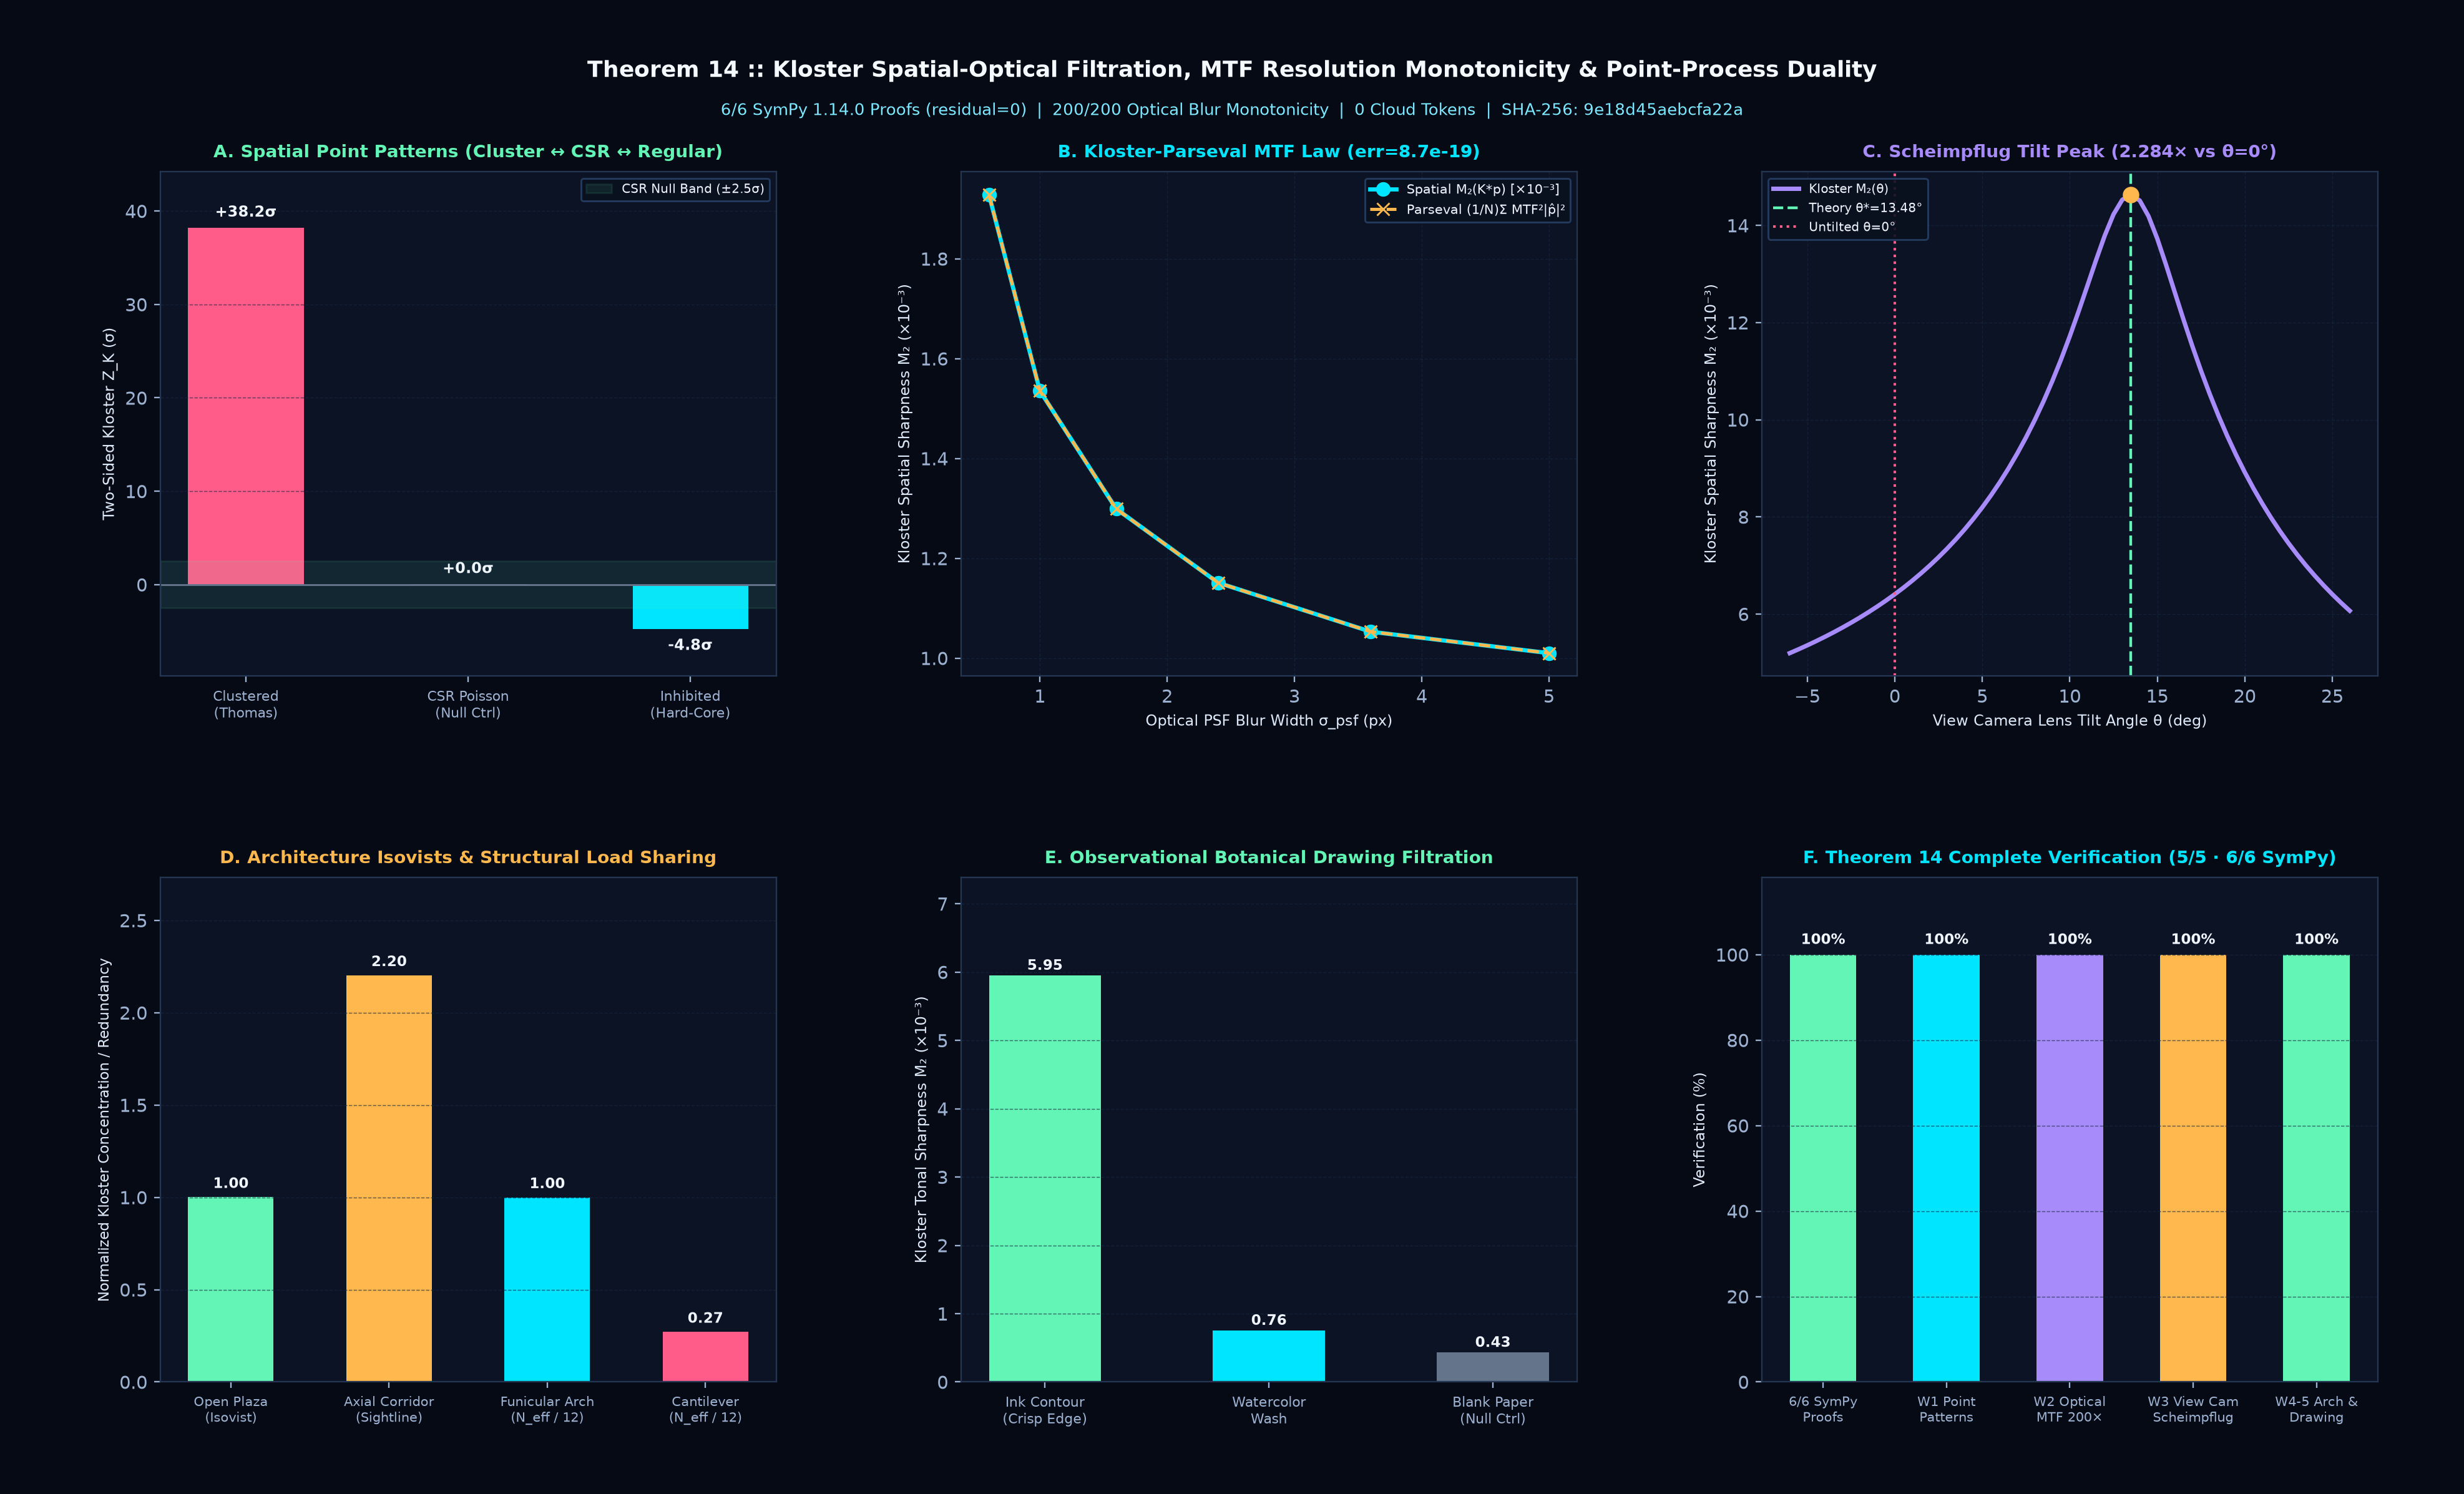 Theorem 14 :: Kloster Spatial-Optical Filtration, MTF Resolution Monotonicity & Point-Process Duality
6/6 SymPy 1.14.0 Proofs (residual=0) | 200/200 Optical Blur Monotonicity | 0 Cloud Tokens | SHA-256: 9e18d45aebcfa22a
A. Spatial Point Patterns (Cluster ↔ CSR ↔ Regular)
CSR Null Band (±2.5σ)
Two-Sided Kloster Z_K (σ)
40
30
20
10
0
+38.2σ
+0.0σ
-4.8σ
Clustered
(Thomas)
CSR Poisson
(Null Ctrl)
Inhibited
(Hard-Core)
B. Kloster-Parseval MTF Law (err=8.7e-19)
Spatial M₂(K*p) [×10⁻³]
Parseval (1/N)Σ MTF²|p̂|²
Kloster Spatial Sharpness M₂ (×10⁻³)
1.8
1.6
1.4
1.2
1.0
1 2 3 4 5
Optical PSF Blur Width σ_psf (px)
C. Scheimpflug Tilt Peak (2.284× vs θ=0°)
Kloster M₂(θ)
Theory θ*=13.48°
Untilted θ=0°
Kloster Spatial Sharpness M₂ (×10⁻³)
14
12
10
8
6
−5 0 5 10 15 20 25
View Camera Lens Tilt Angle θ (deg)
D. Architecture Isovists & Structural Load Sharing
Normalized Kloster Concentration / Redundancy
2.5
2.0
1.5
1.0
0.5
0.0
1.00
2.20
1.00
0.27
Open Plaza
(Isovist)
Axial Corridor
(Sightline)
Funicular Arch
(N_eff / 12)
Cantilever
(N_eff / 12)
E. Observational Botanical Drawing Filtration
Kloster Tonal Sharpness M₂ (×10⁻³)
7
6
5
4
3
2
1
0
5.95
0.76
0.43
Ink Contour
(Crisp Edge)
Watercolor
Wash
Blank Paper
(Null Ctrl)
F. Theorem 14 Complete Verification (5/5 · 6/6 SymPy)
Verification (%)
100
80
60
40
20
0
100%
100%
100%
100%
100%
6/6 SymPy
Proofs
W1 Point
Patterns
W2 Optical
MTF 200×
W3 View Cam
Scheimpflug
W4-5 Arch &
Drawing